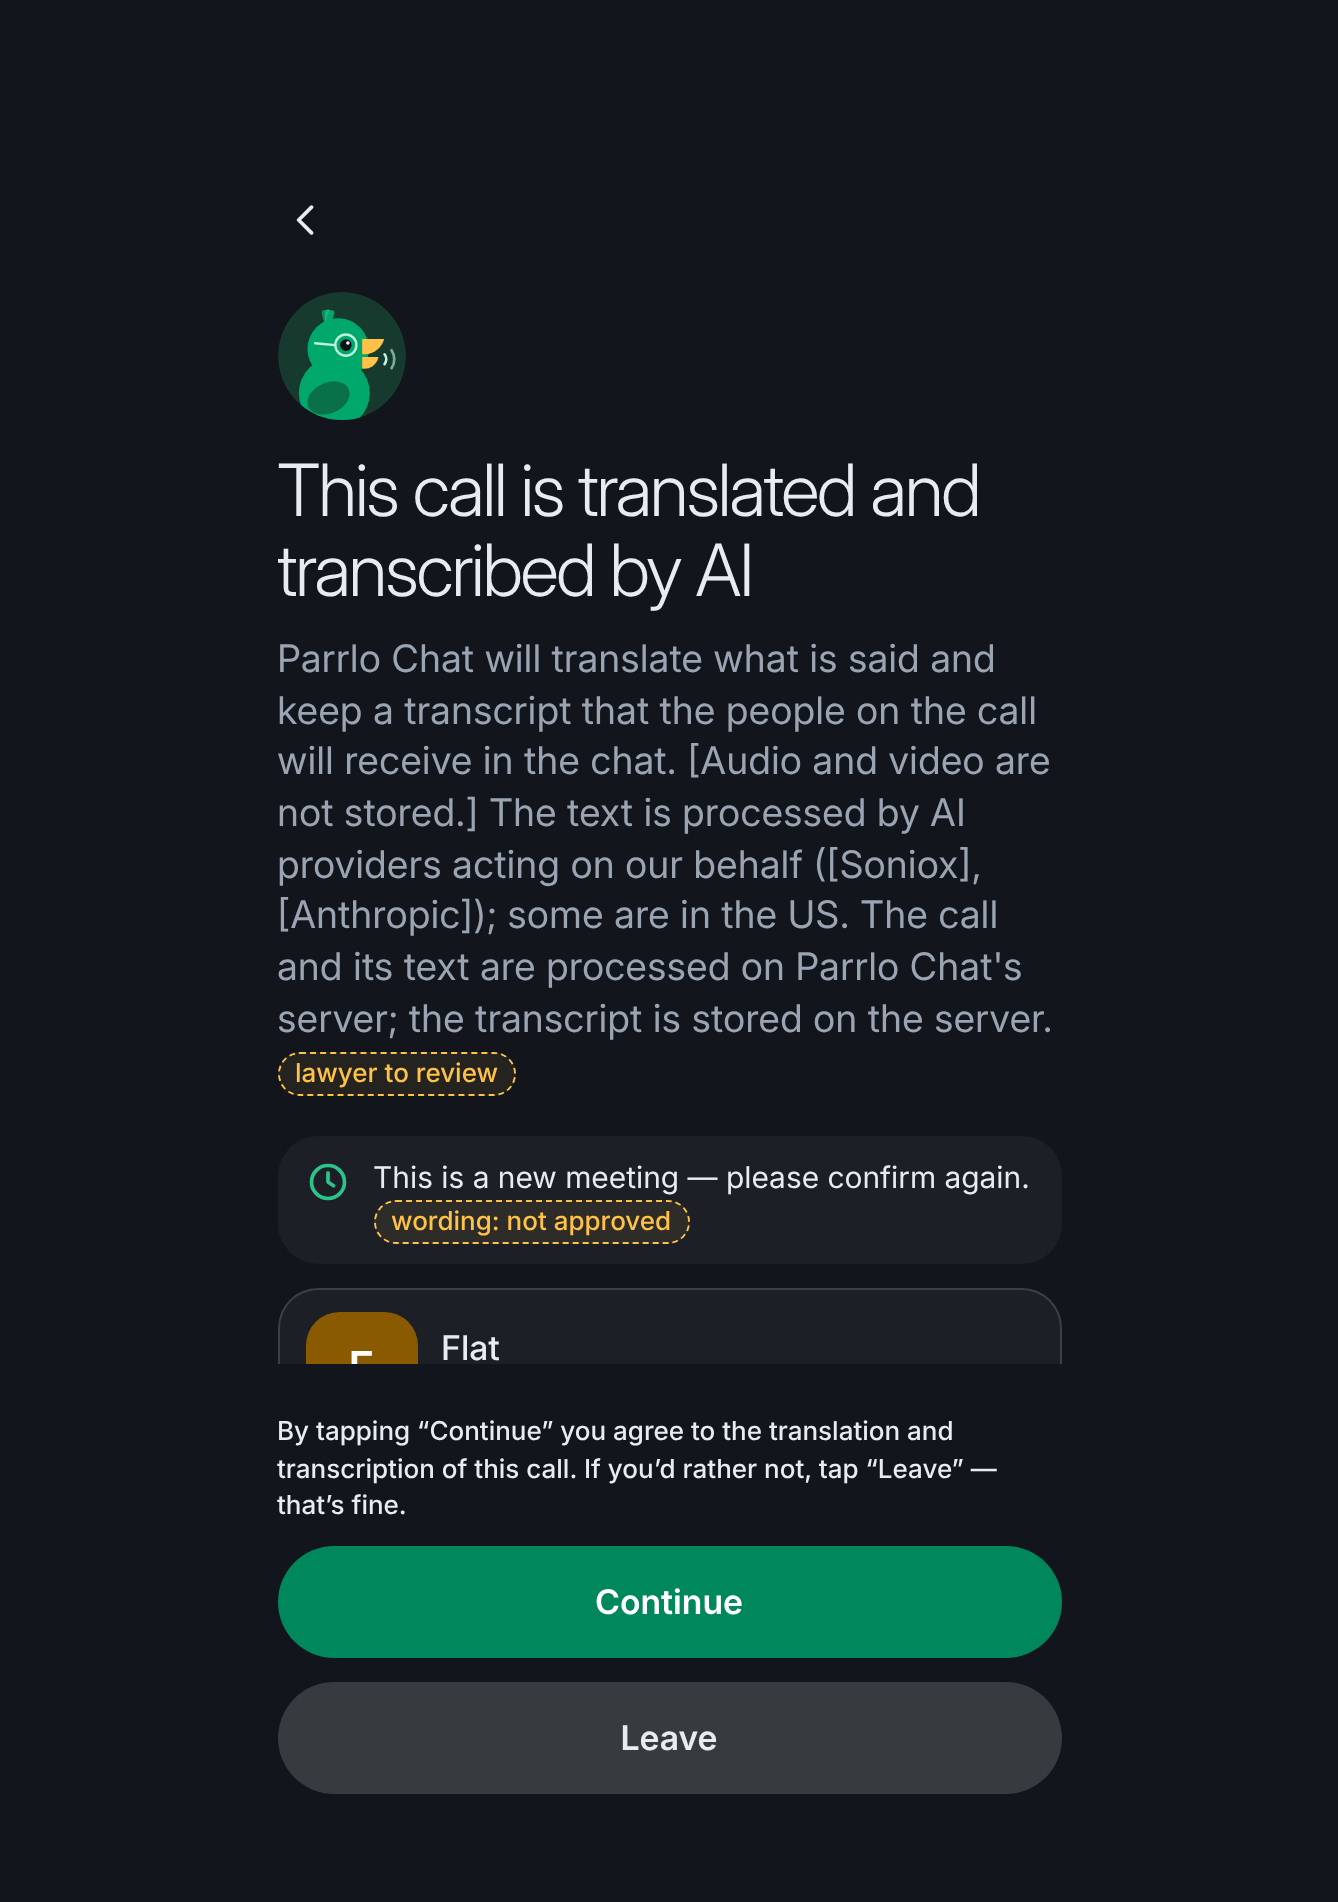 This call is translated and
transcribed by AI
Parrlo Chat will translate what is said and
keep a transcript that the people on the call
will receive in the chat. [Audio and video are
not stored.] The text is processed by AI
providers acting on our behalf ([Soniox],
[Anthropic]); some are in the US. The call
and its text are processed on Parrlo Chat's
server; the transcript is stored on the server.
lawyer to review
This is a new meeting — please confirm again.
wording: not approved
Flat
By tapping “Continue” you agree to the translation and
transcription of this call. If you’d rather not, tap “Leave” —
that’s fine.
Continue
Leave